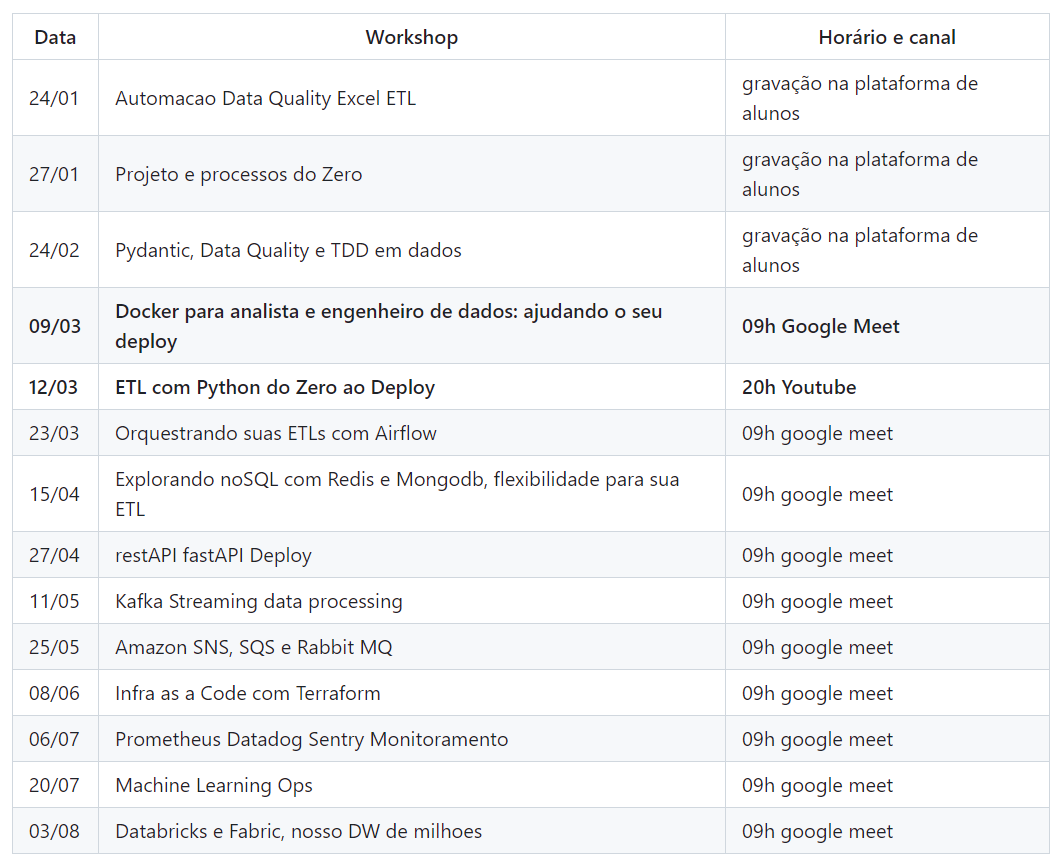 Data Workshop Horário e canal
24/01 Automacao Data Quality Excel ETL gravação na plataforma de
alunos
27/01 Projeto e processos do Zero gravação na plataforma de
alunos
24/02 Pydantic, Data Quality e TDD em dados gravação na plataforma de
alunos
09/03 Docker para analista e engenheiro de dados: ajudando o seu
deploy 09h Google Meet
12/03 ETL com Python do Zero ao Deploy 20h Youtube
23/03 Orquestrando suas ETLs com Airflow 09h google meet
15/04 Explorando noSQL com Redis e Mongodb, flexibilidade para sua
ETL 09h google meet
27/04 restAPI fastAPI Deploy 09h google meet
11/05 Kafka Streaming data processing 09h google meet
25/05 Amazon SNS, SQS e Rabbit MQ 09h google meet
08/06 Infra as a Code com Terraform 09h google meet
06/07 Prometheus Datadog Sentry Monitoramento 09h google meet
20/07 Machine Learning Ops 09h google meet
03/08 Databricks e Fabric, nosso DW de milhoes 09h google meet